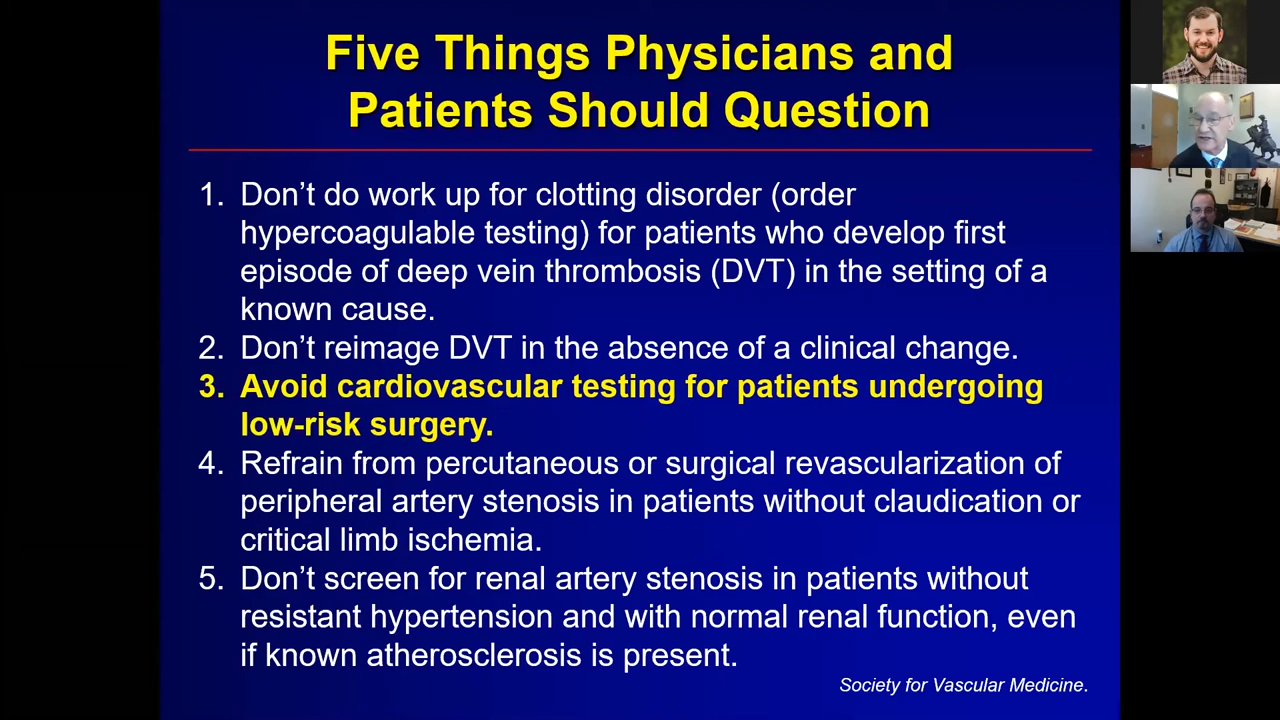 Five Things Physicians and
Patients Should Question
1. Don’t do work up for clotting disorder (order
hypercoagulable testing) for patients who develop first
episode of deep vein thrombosis (DVT) in the setting of a
known cause.
2. Don’t reimage DVT in the absence of a clinical change.
3. Avoid cardiovascular testing for patients undergoing
low-risk surgery.
4. Refrain from percutaneous or surgical revascularization of
peripheral artery stenosis in patients without claudication or
critical limb ischemia.
5. Don’t screen for renal artery stenosis in patients without
resistant hypertension and with normal renal function, even
if known atherosclerosis is present.
Society for Vascular Medicine.